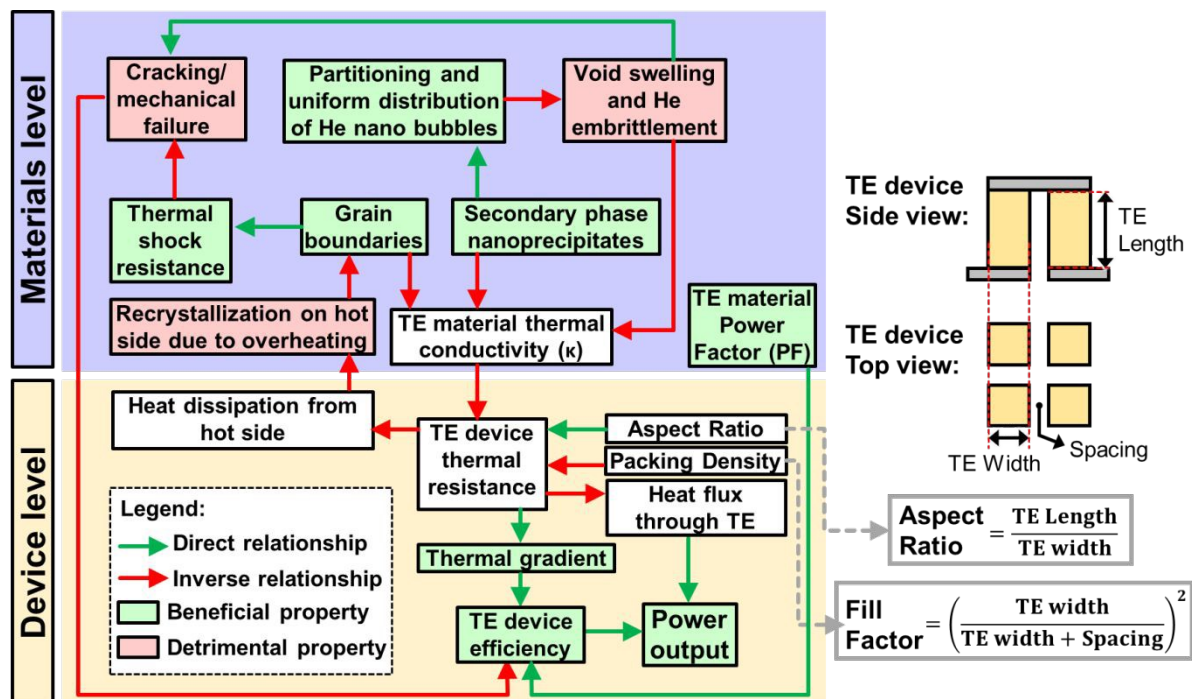 Materials level
Cracking/
mechanical
failure
Partitioning and
uniform distribution
of He nano bubbles
Void swelling
and He
embrittlement
Thermal
shock
resistance
Grain
boundaries
Secondary phase
nanoprecipitates
Recrystallization on hot
side due to overheating
TE material thermal
conductivity (κ)
TE material
Power
Factor (PF)
Device level
Heat dissipation from
hot side
TE device
thermal
resistance
Aspect Ratio
Packing Density
Heat flux
through TE
Thermal gradient
TE device
efficiency
Power
output
Legend:
Direct relationship
Inverse relationship
Beneficial property
Detrimental property
TE device
Side view:
TE
Length
TE device
Top view:
Spacing
TE Width
Aspect Ratio = TE Length / TE width
Fill Factor = (TE width / TE width + Spacing)²